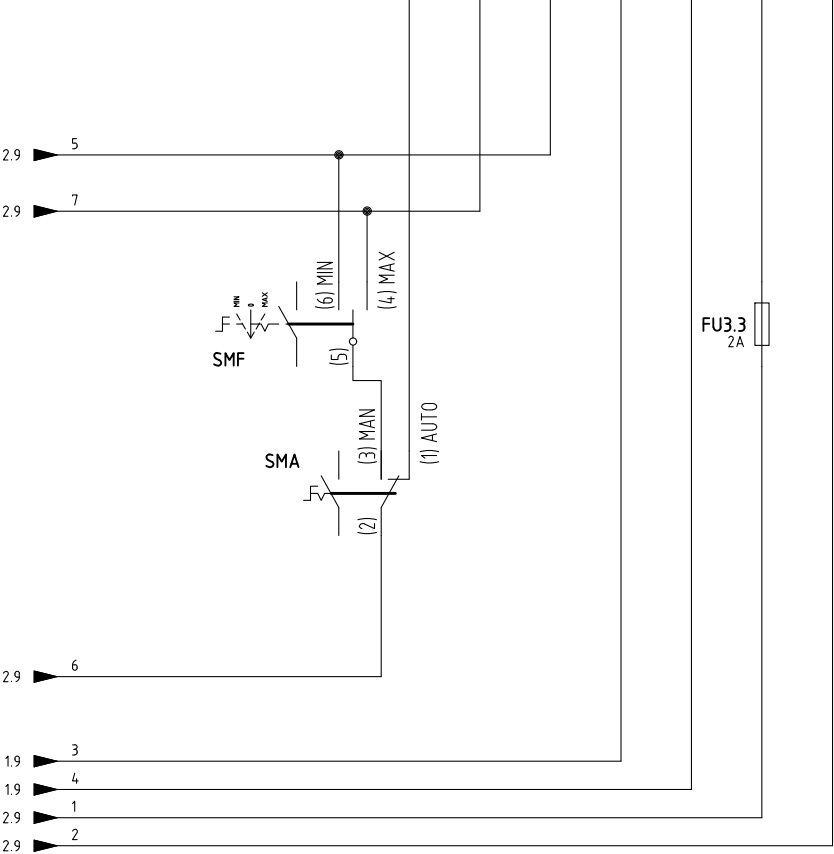 5
2.9
7
2.9
(6) MIN
(4) MAX
MIN
0
MAX
FU3.3
2A
SMF
(5)
(3) MAN
(1) AUTO
SMA
(2)
6
2.9
3
1.9
4
1.9
1
2.9
2
2.9